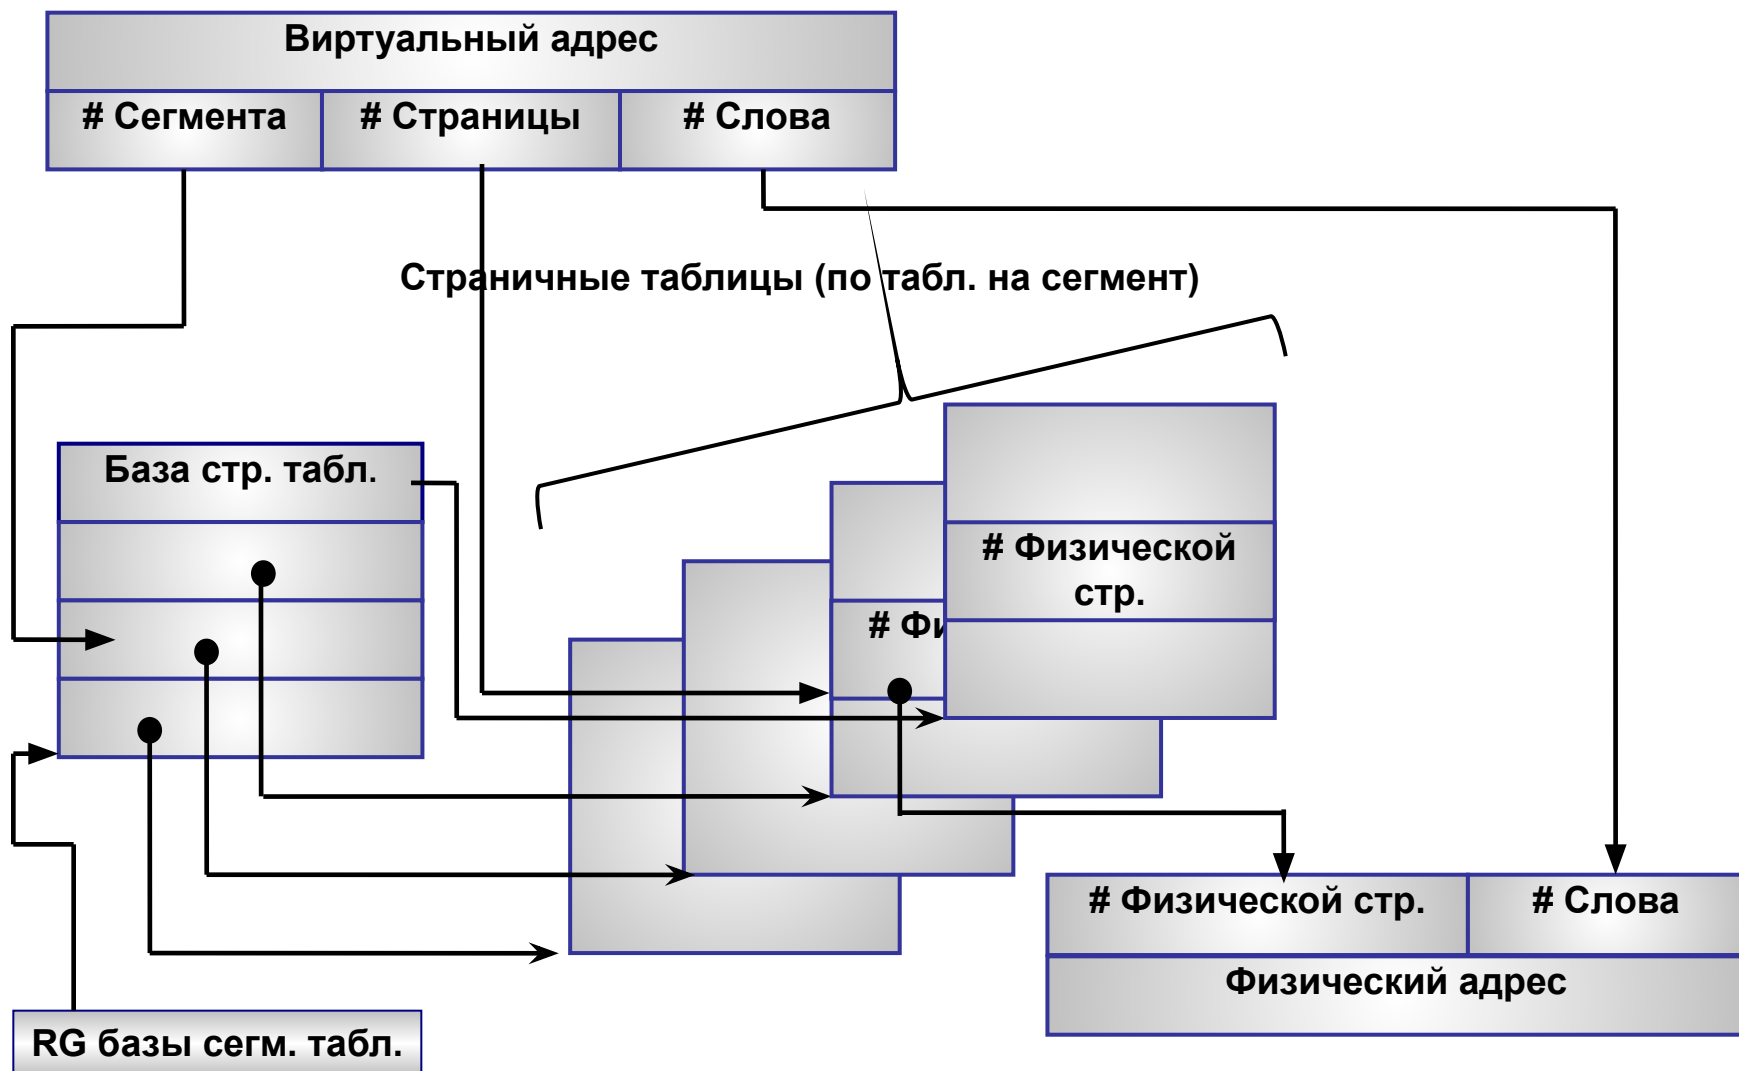 Виртуальный адрес
# Сегмента
# Страницы
# Слова
Страничные таблицы (по табл. на сегмент)
База стр. табл.
# Физической
стр.
# Фи
# Физической стр.
# Слова
Физический адрес
RG базы сегм. табл.